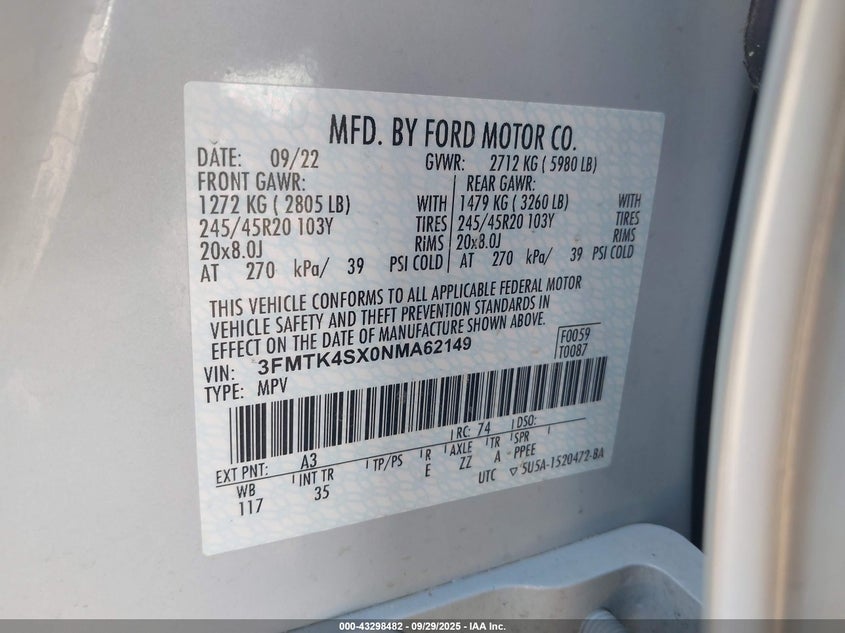 MFD. BY FORD MOTOR CO.
DATE: 09/22 GVWR: 2712 KG ( 5980 LB)
FRONT GAWR: REAR GAWR:
1272 KG ( 2805 LB) WITH 1479 KG ( 3260 LB) WITH
245/45R20 103Y TIRES 245/45R20 103Y TIRES
20x8.0J RIMS 20x8.0J RIMS
AT 270 kPa/ 39 PSI COLD AT 270 kPa/ 39 PSI COLD
THIS VEHICLE CONFORMS TO ALL APPLICABLE FEDERAL MOTOR
VEHICLE SAFETY AND THEFT PREVENTION STANDARDS IN
EFFECT ON THE DATE OF MANUFACTURE SHOWN ABOVE.
VIN: 3FMTK4SX0NMA62149 F0059
TYPE: MPV T0087
RC: 74 DSO:
EXT PNT: A3
WB INT TR TP/PS R AXLE TR SPR
117 35 E ZZ A PPEE
UTC ▽ 5U5A-1520472-BA
000-43298482 - 09/29/2025 - IAA Inc.